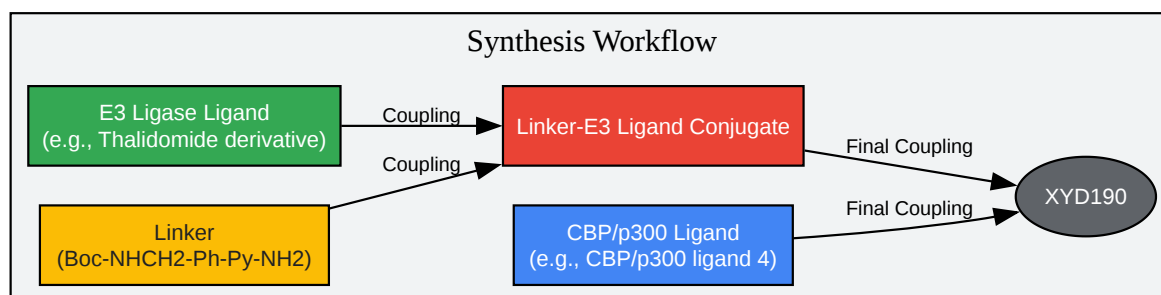 Synthesis Workflow
E3 Ligase Ligand
(e.g., Thalidomide derivative)
Coupling
Linker-E3 Ligand Conjugate
Final Coupling
Coupling
XYD190
Linker
(Boc-NHCH2-Ph-Py-NH2)
CBP/p300 Ligand
(e.g., CBP/p300 ligand 4)
Final Coupling